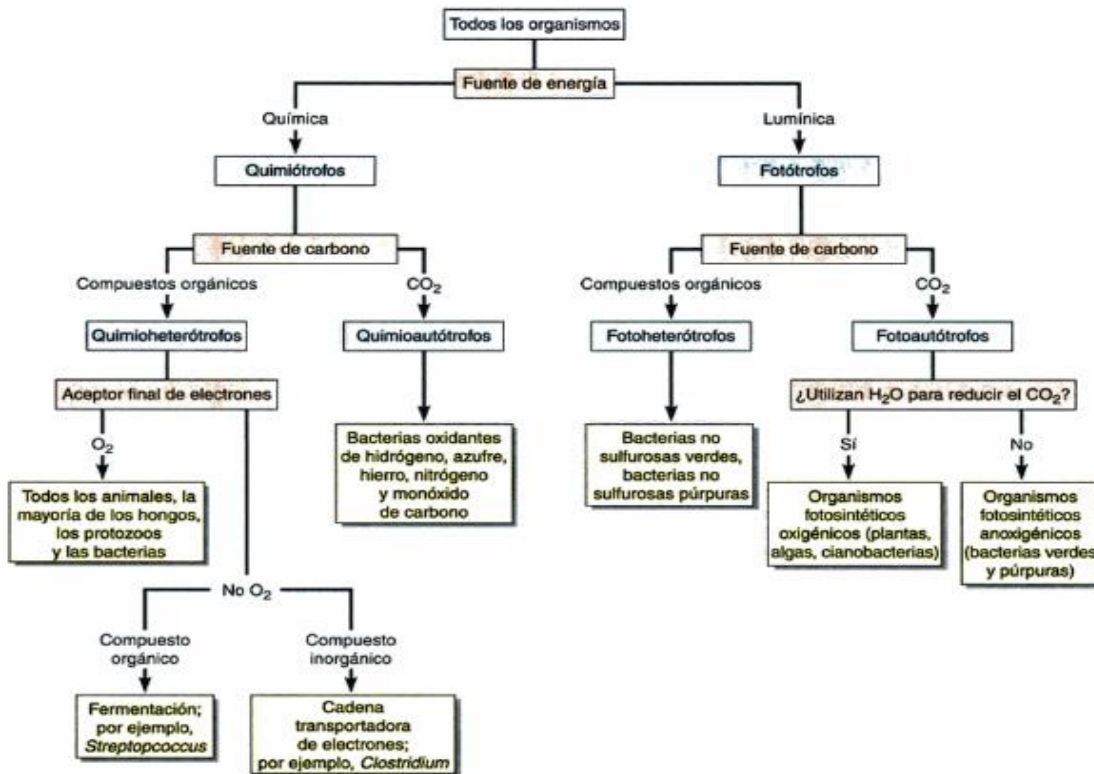 Todos los organismos
Fuente de energía
Química
Lumínica
Quimiótrofos
Fotótrofos
Fuente de carbono
Fuente de carbono
Compuestos orgánicos
CO₂
Compuestos orgánicos
CO₂
Quimioheterótrofos
Quimioautótrofos
Fotoheterótrofos
Fotoautótrofos
Aceptor final de electrones
¿Utilizan H₂O para reducir el CO₂?
O₂
Todos los animales, la
mayoría de los hongos,
los protozoos
y las bacterias
Bacterias oxidantes
de hidrógeno, azufre,
hierro, nitrógeno
y monóxido
de carbono
Bacterias no
sulfurosas verdes,
bacterias no
sulfurosas púrpuras
Sí
No
Organismos
fotosintéticos
oxigénicos (plantas,
algas, cianobacterias)
Organismos
fotosintéticos
anoxigénicos
(bacterias verdes
y púrpuras)
No O₂
Compuesto
orgánico
Compuesto
inorgánico
Fermentación;
por ejemplo,
Streptopcoccus
Cadena
transportadora
de electrones;
por ejemplo, Clostridium